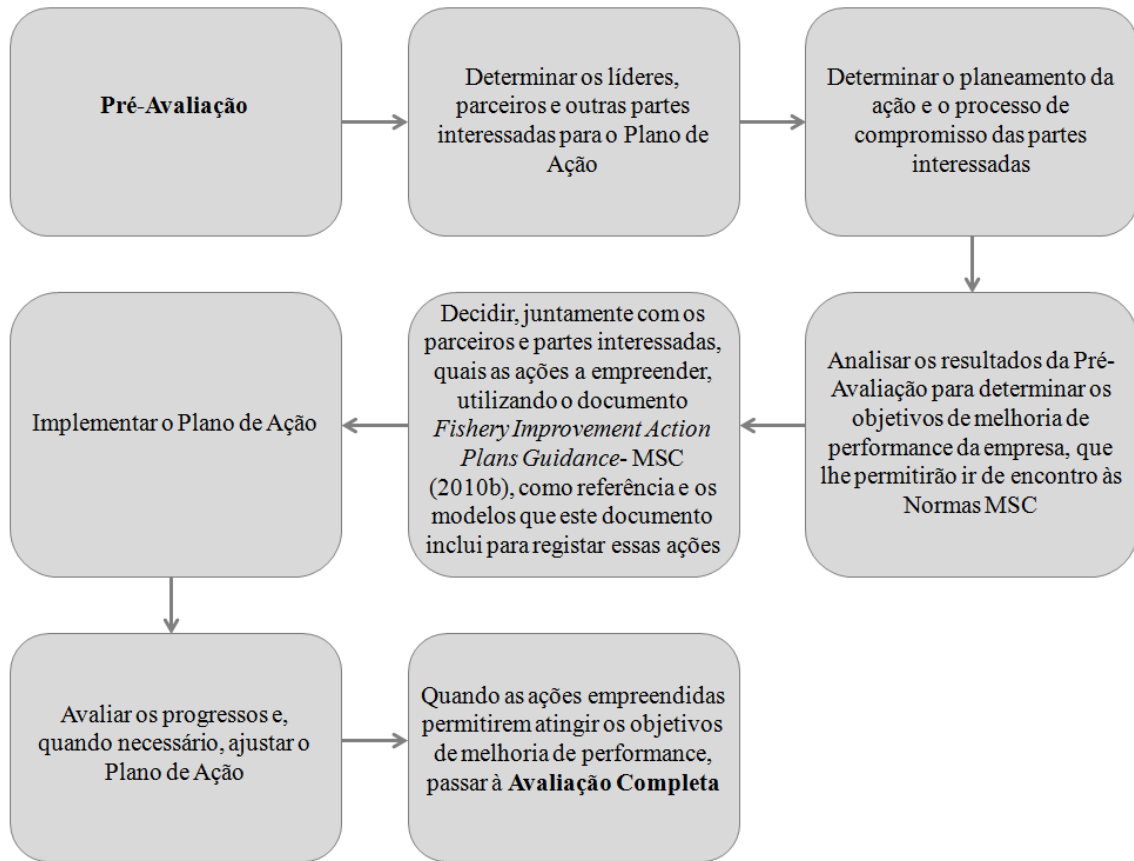 Pré-Avaliação
Determinar os líderes,
parceiros e outras partes
interessadas para o Plano de
Ação
Determinar o planeamento da
ação e o processo de
compromisso das partes
interessadas
Analisar os resultados da Pré-
Avaliação para determinar os
objetivos de melhoria de
performance da empresa, que
lhe permitirão ir de encontro às
Normas MSC
Decidir, juntamente com os
parceiros e partes interessadas,
quais as ações a empreender,
utilizando o documento
Fishery Improvement Action
Plans Guidance- MSC
(2010b), como referência e os
modelos que este documento
inclui para registar essas ações
Implementar o Plano de Ação
Avaliar os progressos e,
quando necessário, ajustar o
Plano de Ação
Quando as ações empreendidas
permitirem atingir os objetivos
de melhoria de performance,
passar à Avaliação Completa